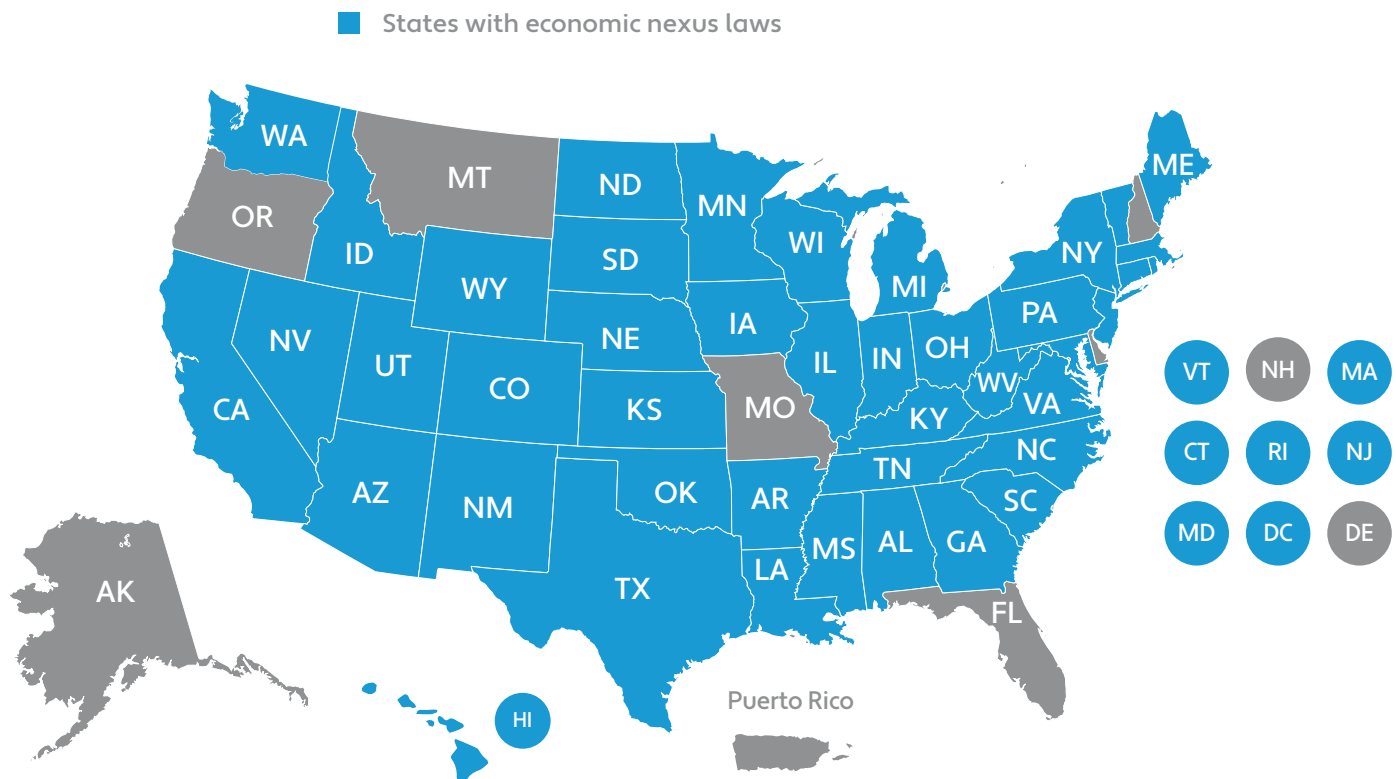 States with economic nexus laws
WA
MT
ME
ND
OR
MN
ID
SD
WI
NY
WY
MI
PA
IA
NE
NV
UT
IL
IN
OH
CO
WV
VT
NH
MA
CA
KS
MO
KY
VA
CT
RI
NJ
TN
NC
AZ
NM
OK
AR
SC
MD
DC
DE
MS
AL
GA
TX
LA
AK
FL
HI
Puerto Rico